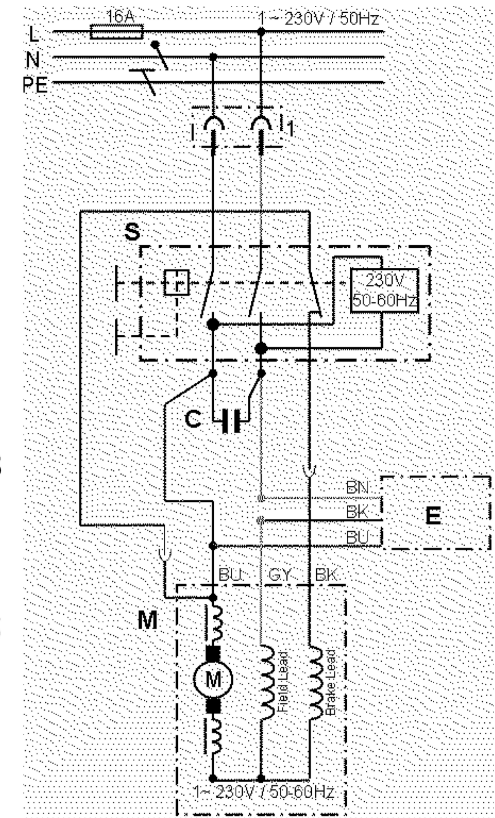 16A
1~ 230V / 50Hz
L
N
PE
I1
S
230V
50-60Hz
C
BN
BK
E
BU
BU GY BK
M
M
Field Lead
Brake Lead
1~ 230V / 50-60Hz